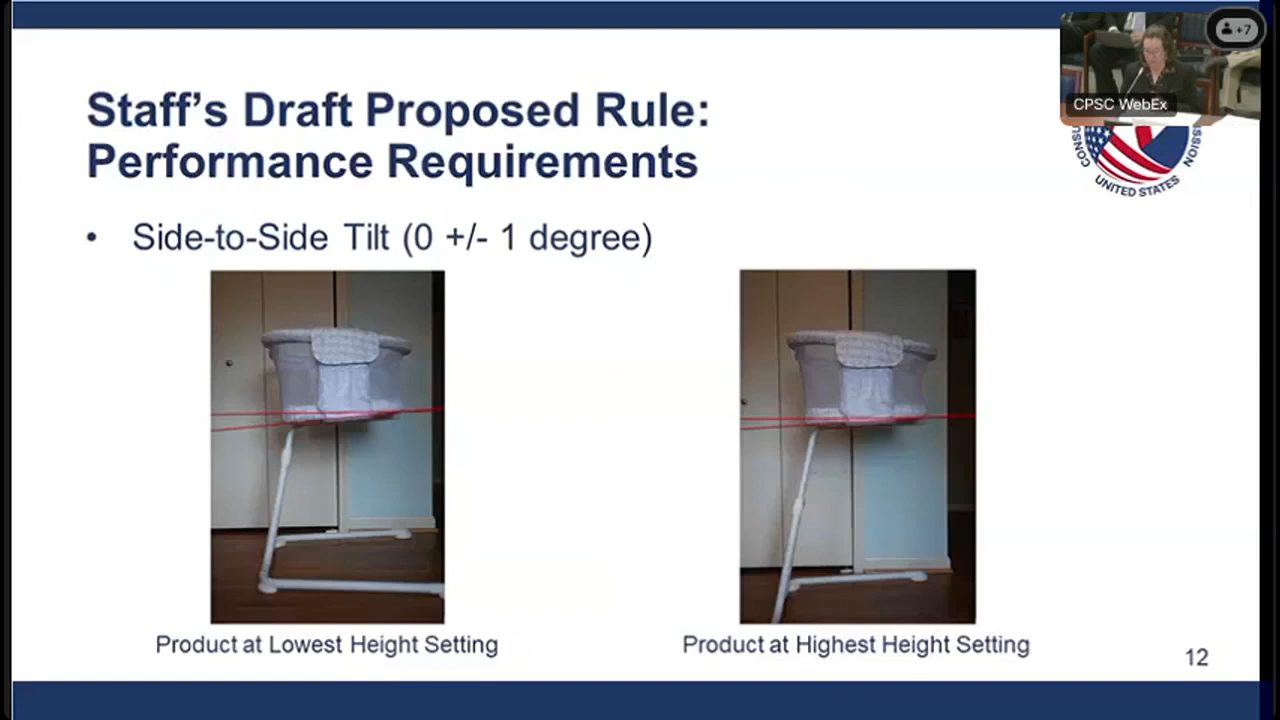 +7
CPSC WebEx
Staff's Draft Proposed Rule:
Performance Requirements
UNITED STATES
• Side-to-Side Tilt (0 +/- 1 degree)
Product at Lowest Height Setting
Product at Highest Height Setting
12